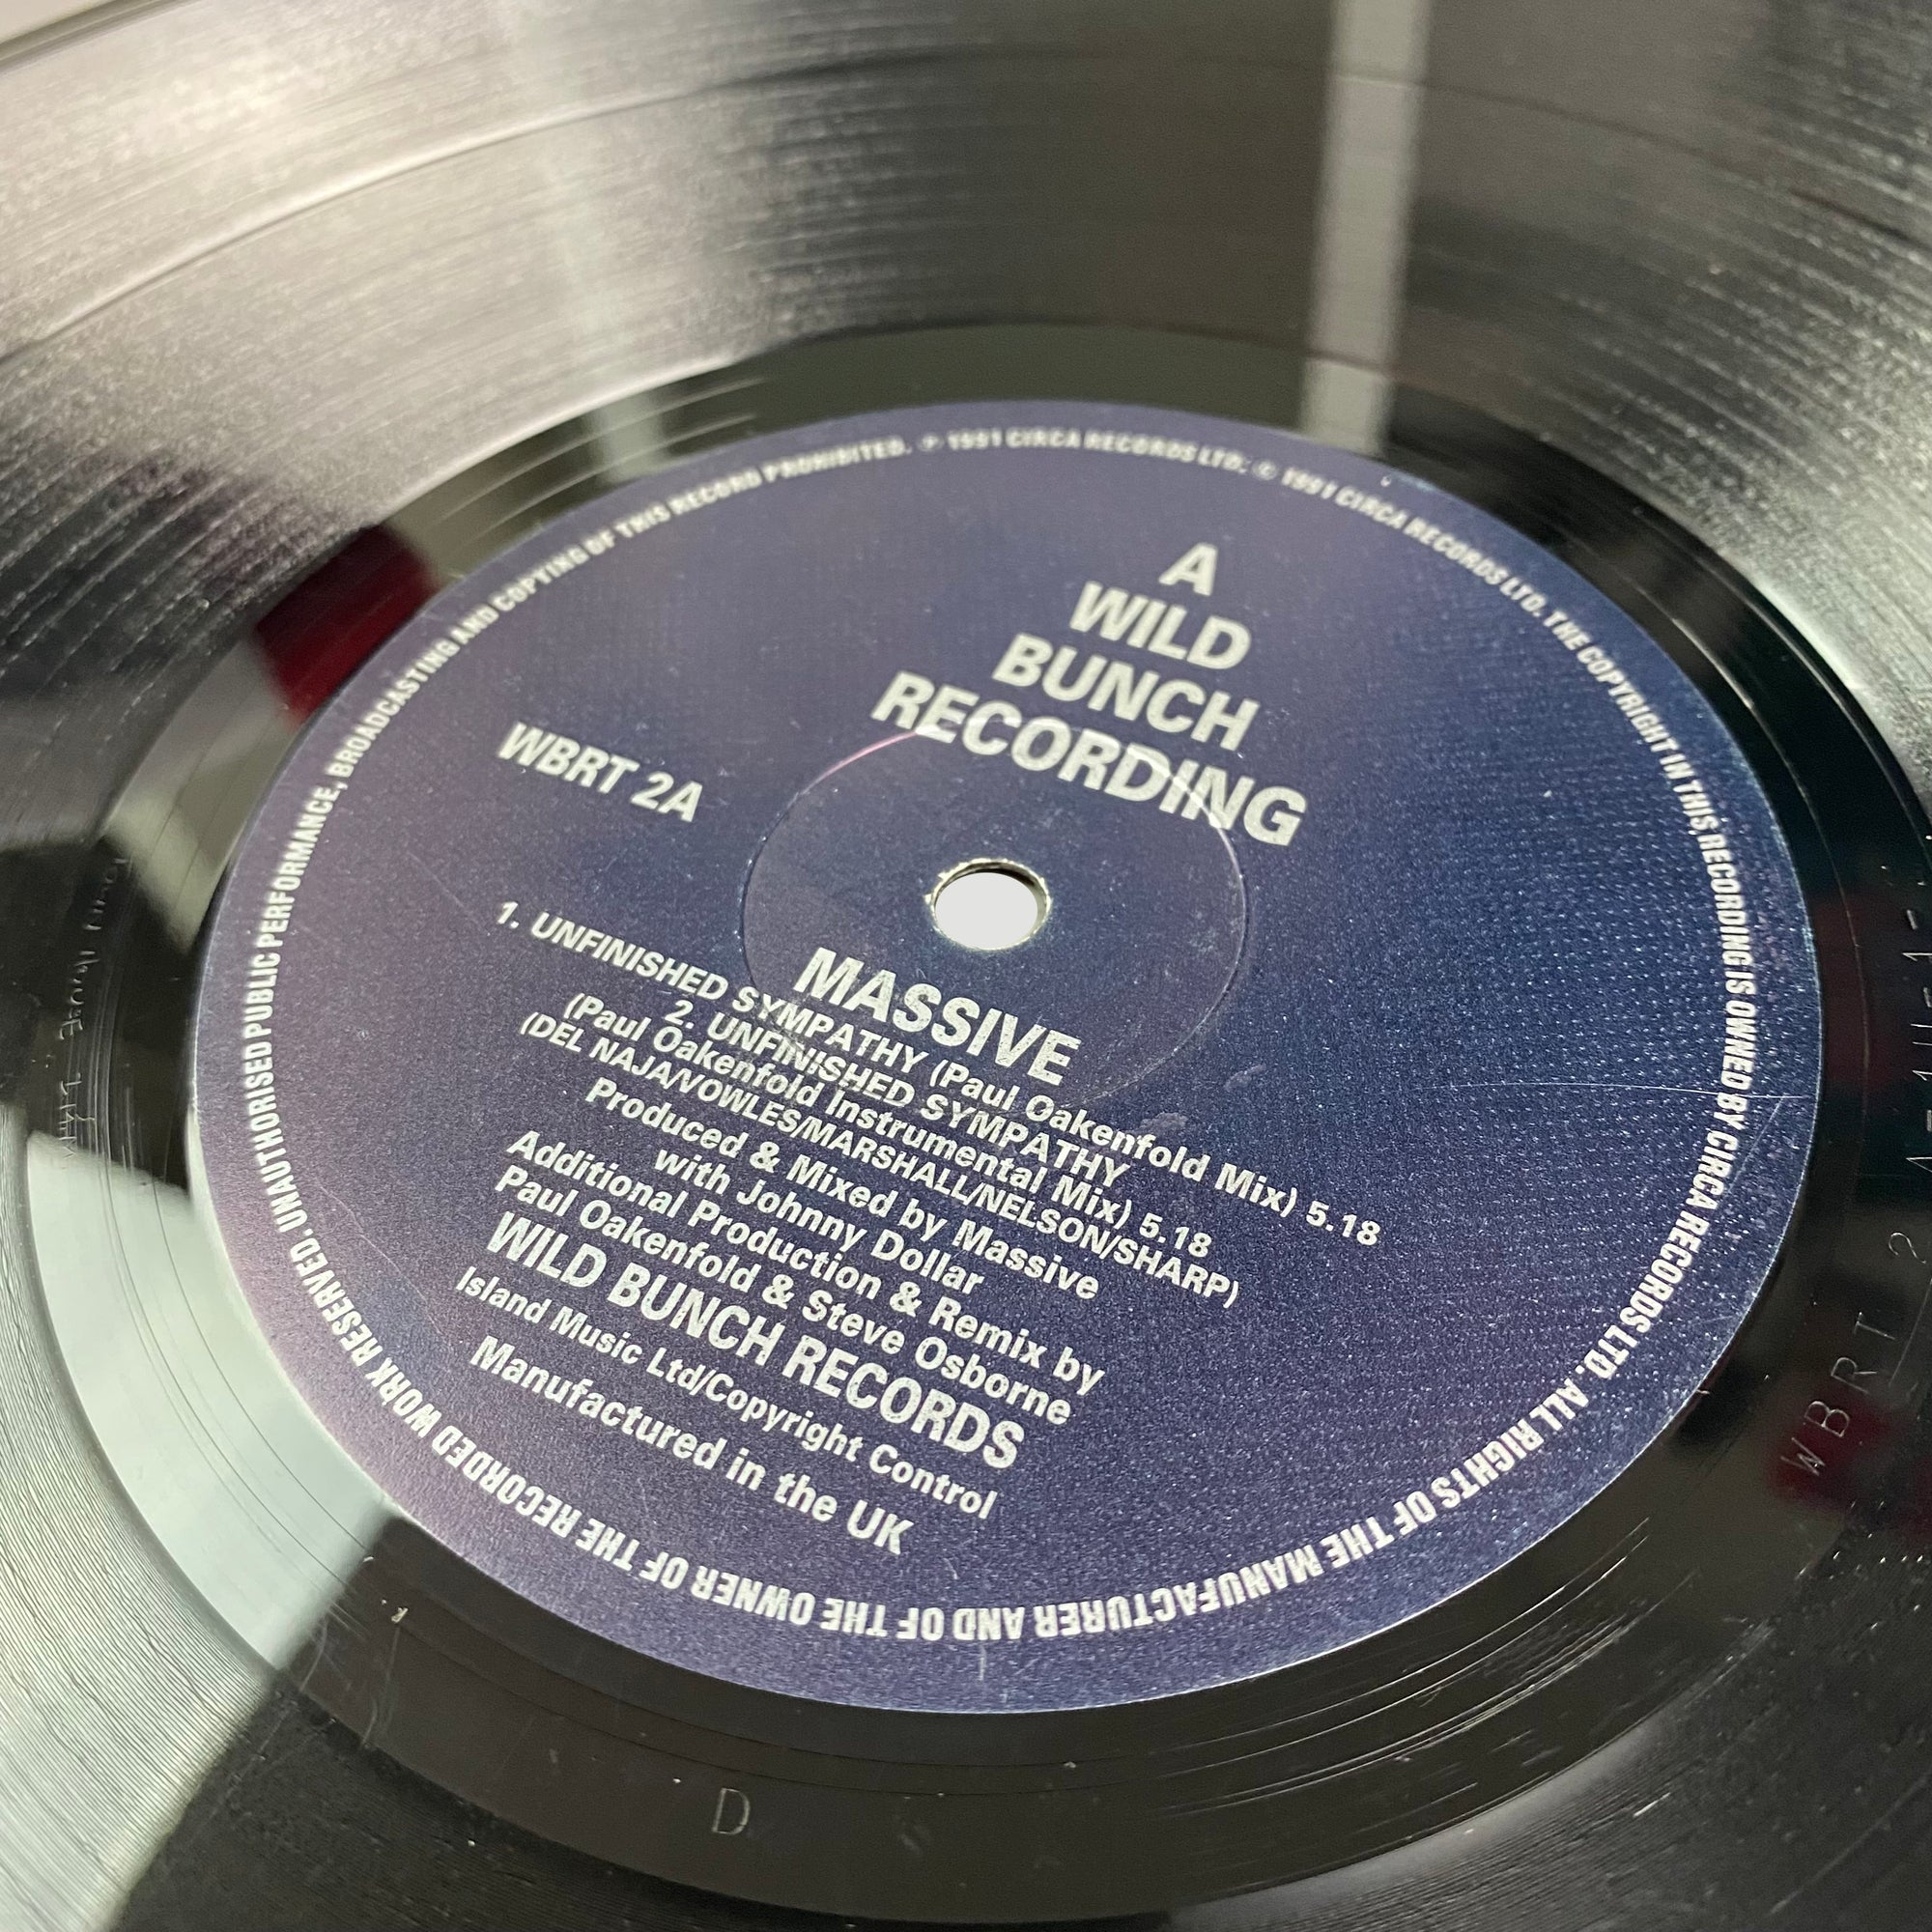 A
WILD
BUNCH
RECORDING
WBRT 2A
MASSIVE
1. UNFINISHED SYMPATHY (Paul Oakenfold Mix) 5.18
2. UNFINISHED SYMPATHY
(Paul Oakenfold Instrumental Mix) 5.18
(DEL NAJA/VOWLES/MARSHALL/NELSON/SHARP)
Produced & Mixed by Massive
with Johnny Dollar
Additional Production & Remix by
Paul Oakenfold & Steve Osborne
WILD BUNCH RECORDS
Island Music Ltd/Copyright Control
Manufactured in the UK
℗ 1991 CIRCA RECORDS LTD. © 1991 CIRCA RECORDS LTD. THE COPYRIGHT IN THIS RECORDING IS OWNED BY CIRCA RECORDS LTD. ALL RIGHTS OF THE MANUFACTURER AND OF THE OWNER OF THE RECORDED WORK RESERVED. UNAUTHORISED PUBLIC PERFORMANCE, BROADCASTING AND COPYING OF THIS RECORD PROHIBITED.
WBRT 2
D